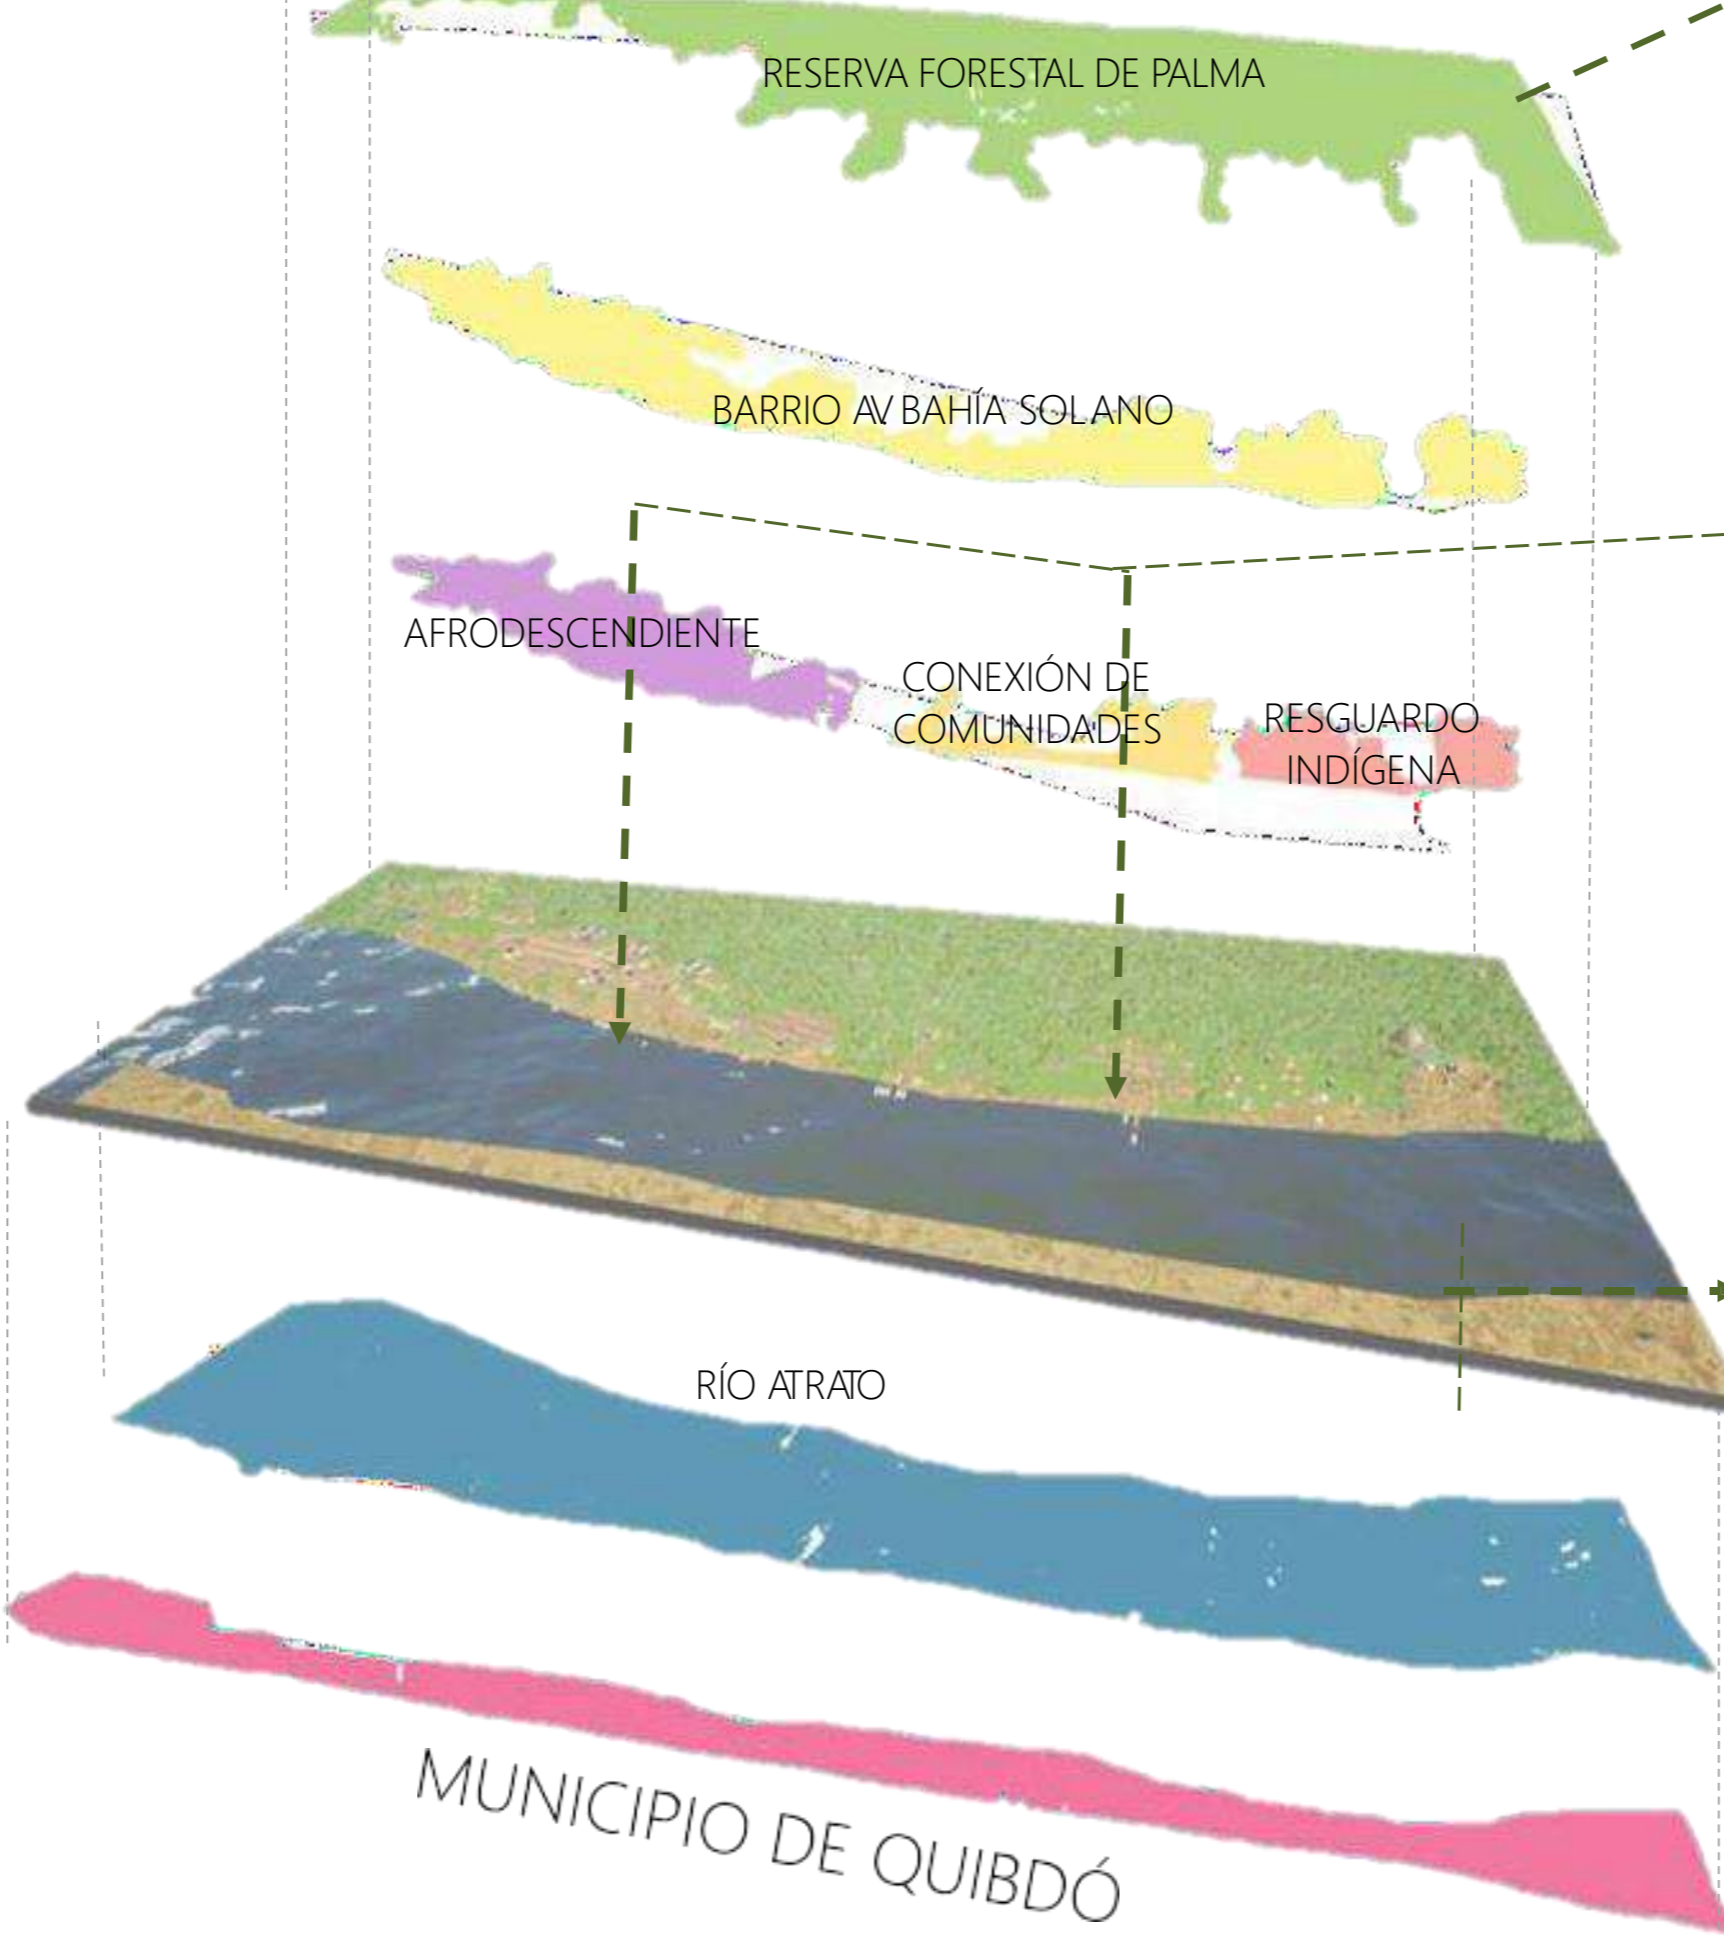 RESERVA FORESTAL DE PALMA
BARRIO AV BAHÍA SOLANO
AFRODESCENDIENTE
CONEXIÓN DE
COMUNIDADES
RESGUARDO
INDÍGENA
RÍO ATRATO
MUNICIPIO DE QUIBDÓ